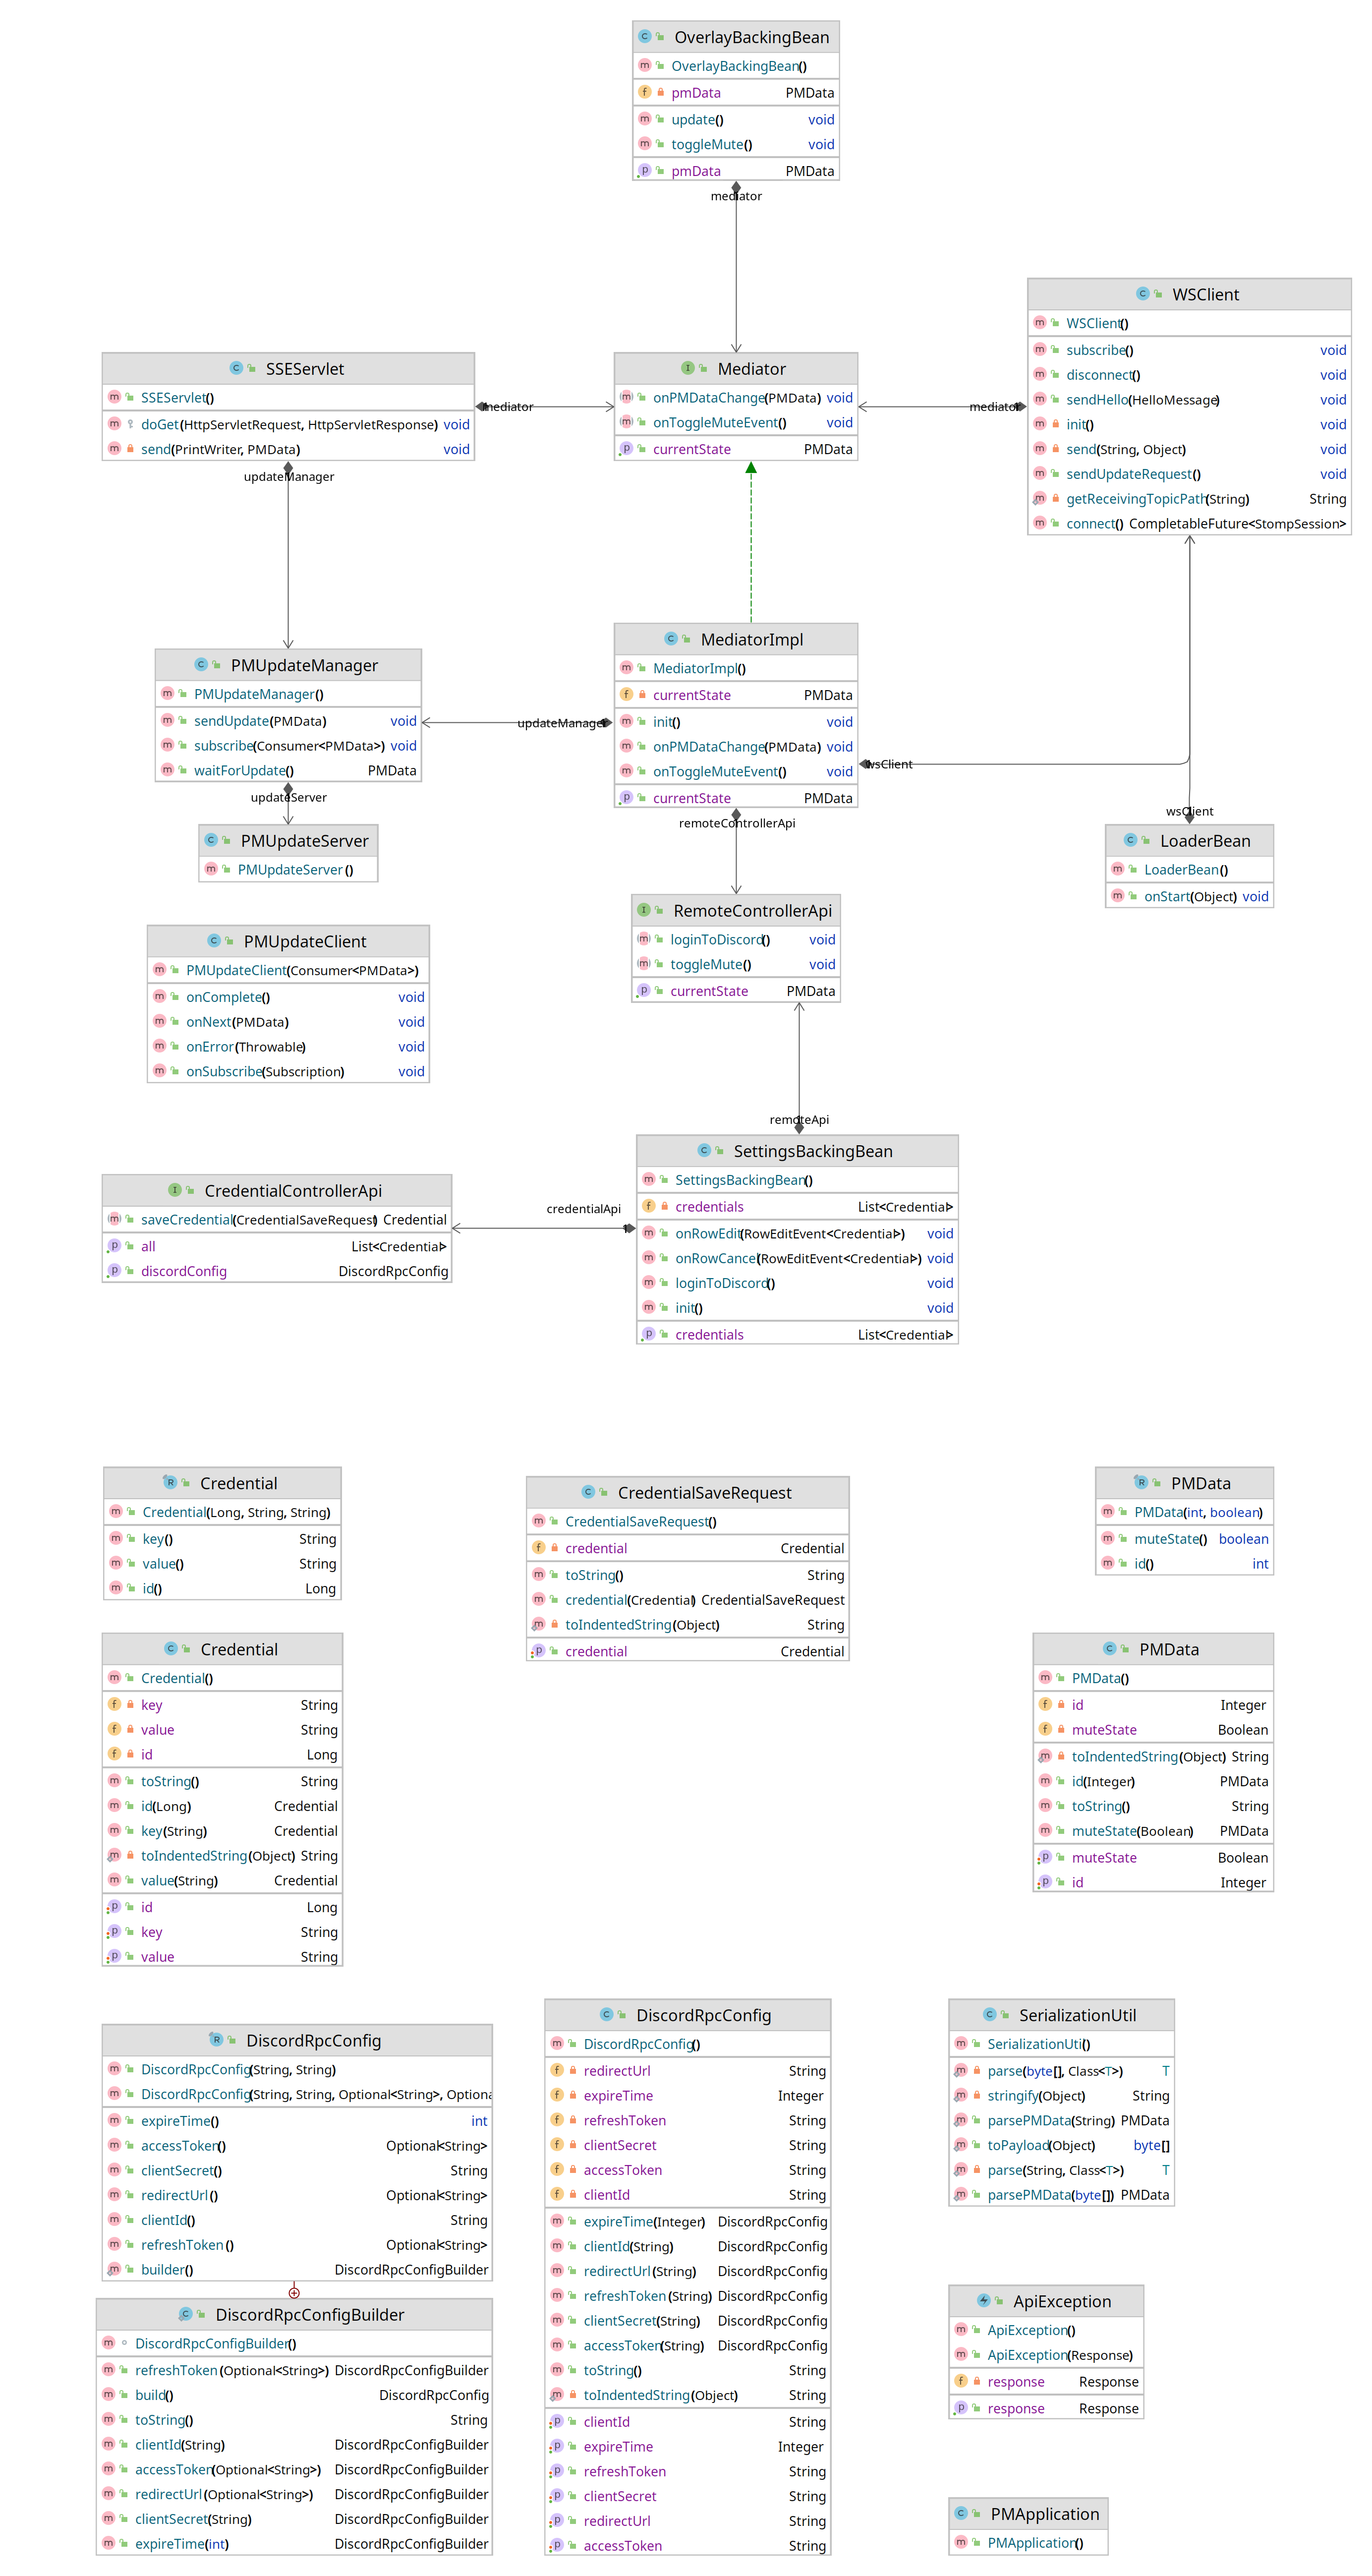 OverlayBackingBean
OverlayBackingBean()
pmData PMData
update() void
toggleMute() void
pmData PMData
mediator
WSClient
WSClient()
subscribe() void
disconnect() void
sendHello(HelloMessage) void
init() void
send(String, Object) void
sendUpdateRequest() void
getReceivingTopicPath(String) String
connect() CompletableFuture<StompSession>
SSEServlet
SSEServlet()
doGet(HttpServletRequest, HttpServletResponse) void
send(PrintWriter, PMData) void
mediator
Mediator
onPMDataChange(PMData) void
onToggleMuteEvent() void
currentState PMData
mediator
updateManager
PMUpdateManager
PMUpdateManager()
sendUpdate(PMData) void
subscribe(Consumer<PMData>) void
waitForUpdate() PMData
updateManager
MediatorImpl
MediatorImpl()
currentState PMData
init() void
onPMDataChange(PMData) void
onToggleMuteEvent() void
currentState PMData
wsClient
updateServer
PMUpdateServer
PMUpdateServer()
remoteControllerApi
wsClient
LoaderBean
LoaderBean()
onStart(Object) void
RemoteControllerApi
loginToDiscord() void
toggleMute() void
currentState PMData
PMUpdateClient
PMUpdateClient(Consumer<PMData>)
onComplete() void
onNext(PMData) void
onError(Throwable) void
onSubscribe(Subscription) void
remoteApi
CredentialControllerApi
saveCredential(CredentialSaveRequest) Credential
all List<Credential>
discordConfig DiscordRpcConfig
credentialApi
1
SettingsBackingBean
SettingsBackingBean()
credentials List<Credential>
onRowEdit(RowEditEvent<Credential>) void
onRowCancel(RowEditEvent<Credential>) void
loginToDiscord() void
init() void
credentials List<Credential>
Credential
Credential(Long, String, String)
key() String
value() String
id() Long
CredentialSaveRequest
CredentialSaveRequest()
credential Credential
toString() String
credential(Credential) CredentialSaveRequest
toIndentedString(Object) String
credential Credential
PMData
PMData(int, boolean)
muteState() boolean
id() int
Credential
Credential()
key String
value String
id Long
toString() String
id(Long) Credential
key(String) Credential
toIndentedString(Object) String
value(String) Credential
id Long
key String
value String
PMData
PMData()
id Integer
muteState Boolean
toIndentedString(Object) String
id(Integer) PMData
toString() String
muteState(Boolean) PMData
muteState Boolean
id Integer
DiscordRpcConfig
DiscordRpcConfig(String, String)
DiscordRpcConfig(String, String, Optional<String>, Optiona
expireTime() int
accessToken() Optional<String>
clientSecret() String
redirectUrl() Optional<String>
clientId() String
refreshToken() Optional<String>
builder() DiscordRpcConfigBuilder
DiscordRpcConfigBuilder
DiscordRpcConfigBuilder()
refreshToken(Optional<String>) DiscordRpcConfigBuilder
build() DiscordRpcConfig
toString() String
clientId(String) DiscordRpcConfigBuilder
accessToken(Optional<String>) DiscordRpcConfigBuilder
redirectUrl(Optional<String>) DiscordRpcConfigBuilder
clientSecret(String) DiscordRpcConfigBuilder
expireTime(int) DiscordRpcConfigBuilder
DiscordRpcConfig
DiscordRpcConfig()
redirectUrl String
expireTime Integer
refreshToken String
clientSecret String
accessToken String
clientId String
expireTime(Integer) DiscordRpcConfig
clientId(String) DiscordRpcConfig
redirectUrl(String) DiscordRpcConfig
refreshToken(String) DiscordRpcConfig
clientSecret(String) DiscordRpcConfig
accessToken(String) DiscordRpcConfig
toString() String
toIndentedString(Object) String
clientId String
expireTime Integer
refreshToken String
clientSecret String
redirectUrl String
accessToken String
SerializationUtil
SerializationUtil()
parse(byte[], Class<T>) T
stringify(Object) String
parsePMData(String) PMData
toPayload(Object) byte[]
parse(String, Class<T>) T
parsePMData(byte[]) PMData
ApiException
ApiException()
ApiException(Response)
response Response
response Response
PMApplication
PMApplication()